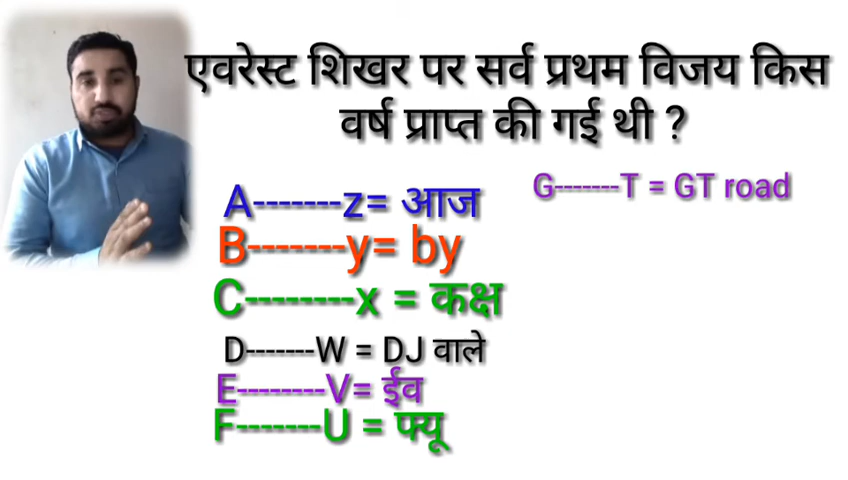 एवरेस्ट शिखर पर सर्व प्रथम विजय किस
वर्ष प्राप्त की गई थी ?
A-------z= आज
B-------y= by
C--------x = कक्ष
D-------W = DJ वाले
E--------V= ईव
F-------U = फ्यू
G-------T = GT road